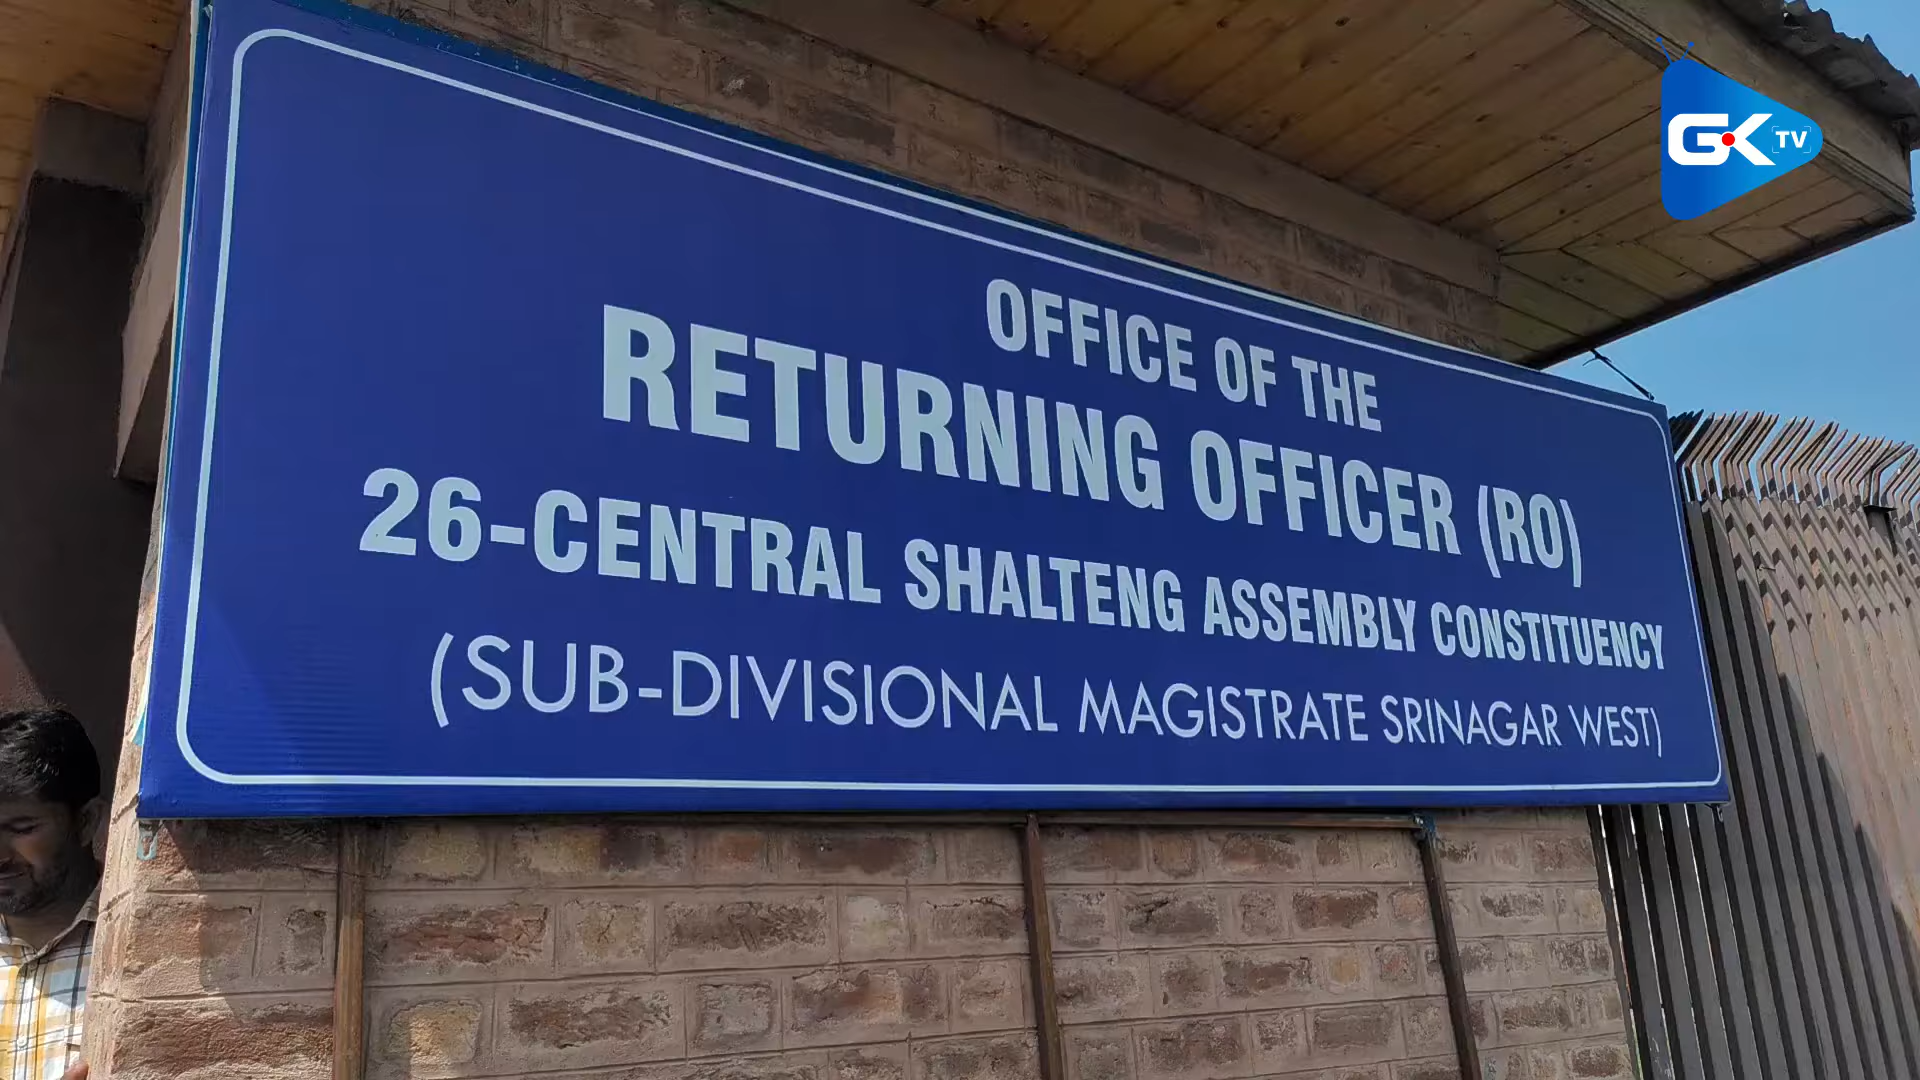 GK TV
OFFICE OF THE
RETURNING OFFICER (RO)
26-CENTRAL SHALTENG ASSEMBLY CONSTITUENCY
(SUB-DIVISIONAL MAGISTRATE SRINAGAR WEST)